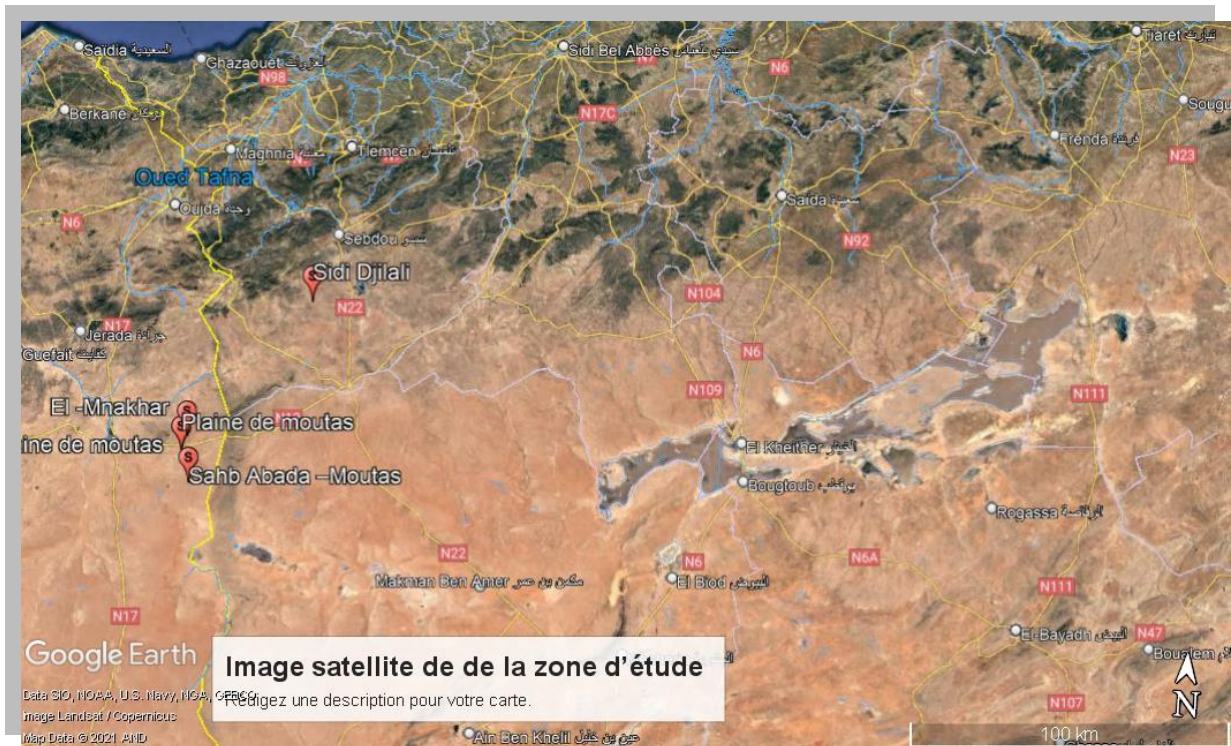 Saïdia السعيدية
Ghazaouët الغزوات
N98
Sidi Bel Abbès سيدي بلعباس
N7
N6
Tiaret تيارت
Berkane بركان
N17C
Soug
Maghnia مغنية
Tlemcen تلمسان
Frenda فرندة
N23
Oued Tafna
Oujda وجدة
N6
Saïda سعيدة
Sebdou سبدو
N92
Sidi Djilali
N22
N104
N17
Jerada جرادة
Guefait كفايت
N6
N109
N111
El -Mnakhar
Plaine de moutas
ine de moutas
El Kheither الخيثر
Sahb Abada –Moutas
Bougtoub بوقطب
Rogassa الرقاصة
N22
N6
N6A
Makman Ben Amer مكمن بن عمر
El Biod البيوض
N111
N17
El-Bayadh البيض
N47
Boualem
Google Earth
Image satellite de de la zone d’étude
Rédigez une description pour votre carte.
Data SIO, NOAA, U.S. Navy, NGA, GEBCO
Image Landsat / Copernicus
N107
N
Map Data © 2021 AND
Ain Ben Khelil عين بن خليل
100 km